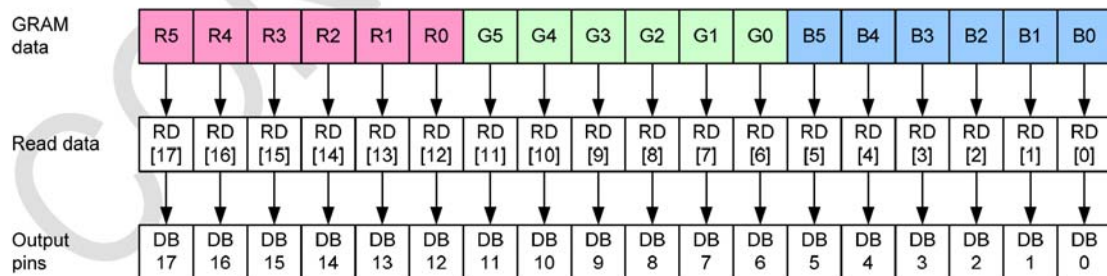 GRAM data R5 R4 R3 R2 R1 R0 G5 G4 G3 G2 G1 G0 B5 B4 B3 B2 B1 B0
Read data RD [17] RD [16] RD [15] RD [14] RD [13] RD [12] RD [11] RD [10] RD [9] RD [8] RD [7] RD [6] RD [5] RD [4] RD [3] RD [2] RD [1] RD [0]
Output pins DB 17 DB 16 DB 15 DB 14 DB 13 DB 12 DB 11 DB 10 DB 9 DB 8 DB 7 DB 6 DB 5 DB 4 DB 3 DB 2 DB 1 DB 0